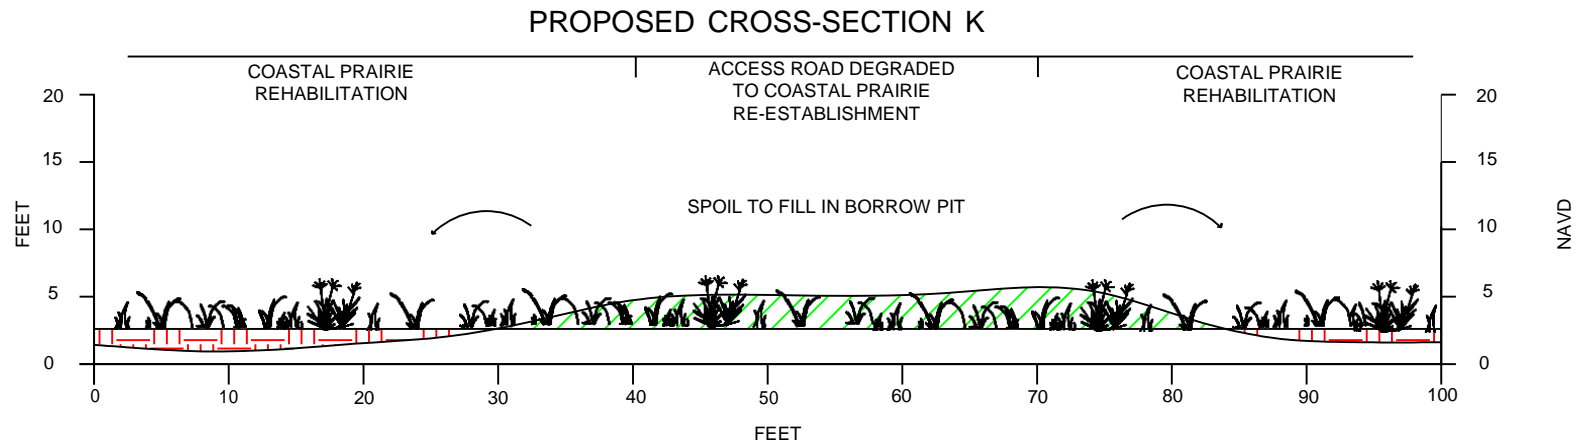 PROPOSED CROSS-SECTION K
COASTAL PRAIRIE
REHABILITATION
ACCESS ROAD DEGRADED
TO COASTAL PRAIRIE
RE-ESTABLISHMENT
COASTAL PRAIRIE
REHABILITATION
20
15
10
5
0
FEET
SPOIL TO FILL IN BORROW PIT
20
15
10
5
0
NAVD
0 10 20 30 40 50 60 70 80 90 100
FEET